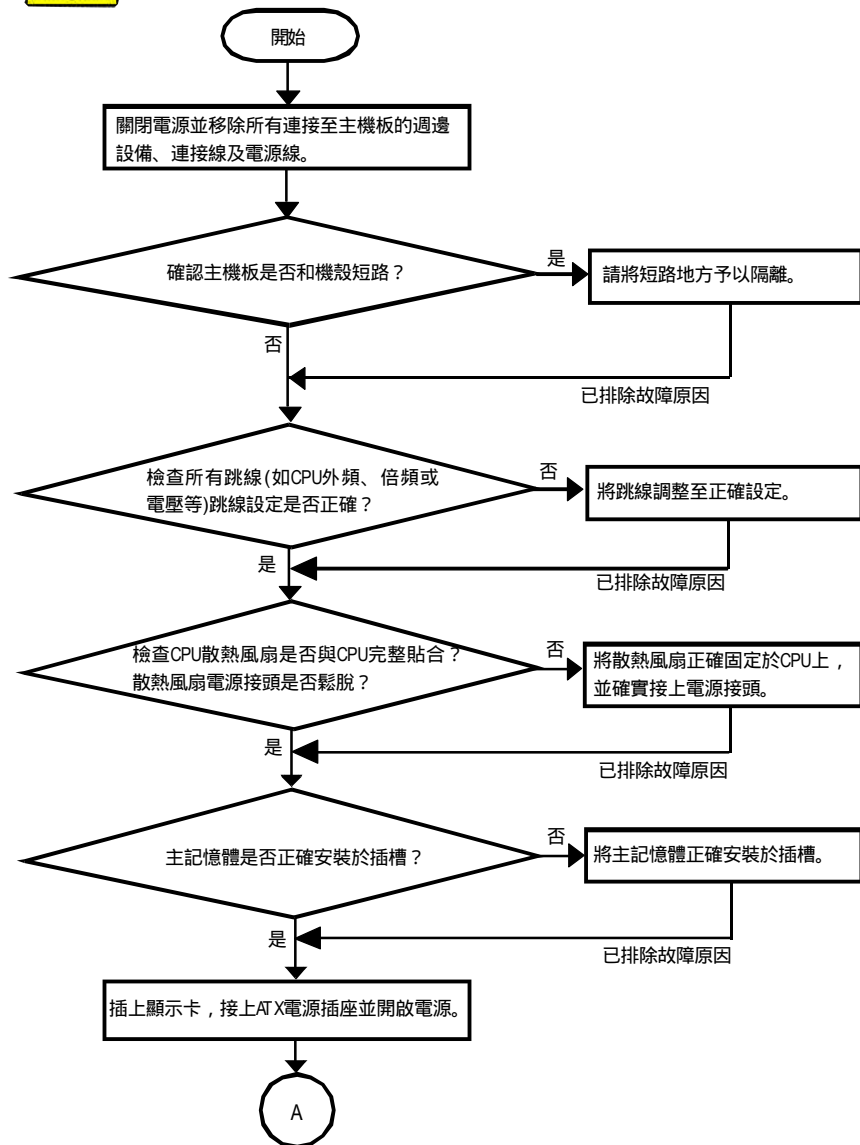 開始
關閉電源並移除所有連接至主機板的週邊
設備、連接線及電源線。
確認主機板是否和機殼短路？
是
請將短路地方予以隔離。
否
已排除故障原因
檢查所有跳線(如CPU外頻、倍頻或
電壓等)跳線設定是否正確？
否
將跳線調整至正確設定。
是
已排除故障原因
檢查CPU散熱風扇是否與CPU完整貼合？
散熱風扇電源接頭是否鬆脫？
否
將散熱風扇正確固定於CPU上，
並確實接上電源接頭。
是
已排除故障原因
主記憶體是否正確安裝於插槽？
否
將主記憶體正確安裝於插槽。
是
已排除故障原因
插上顯示卡，接上ATX電源插座並開啟電源。
A